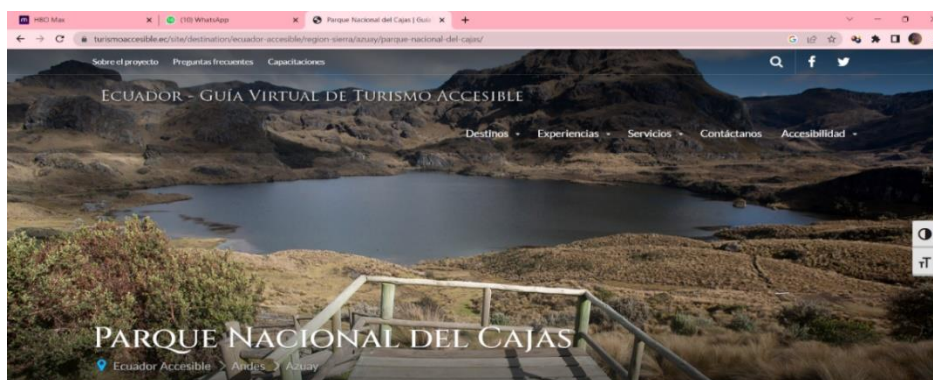 HBO Max
(10) WhatsApp
Parque Nacional del Cajas | Guía
turismoaccesible.ec/site/destination/ecuador-accesible/region-sierra/azuay/parque-nacional-del-cajas/
Sobre el proyecto Preguntas frecuentes Capacitaciones
Ecuador - Guía Virtual de Turismo Accesible
Destinos Experiencias Servicios Contáctanos Accesibilidad
Parque Nacional del Cajas
Ecuador Accesible > Andes > Azuay